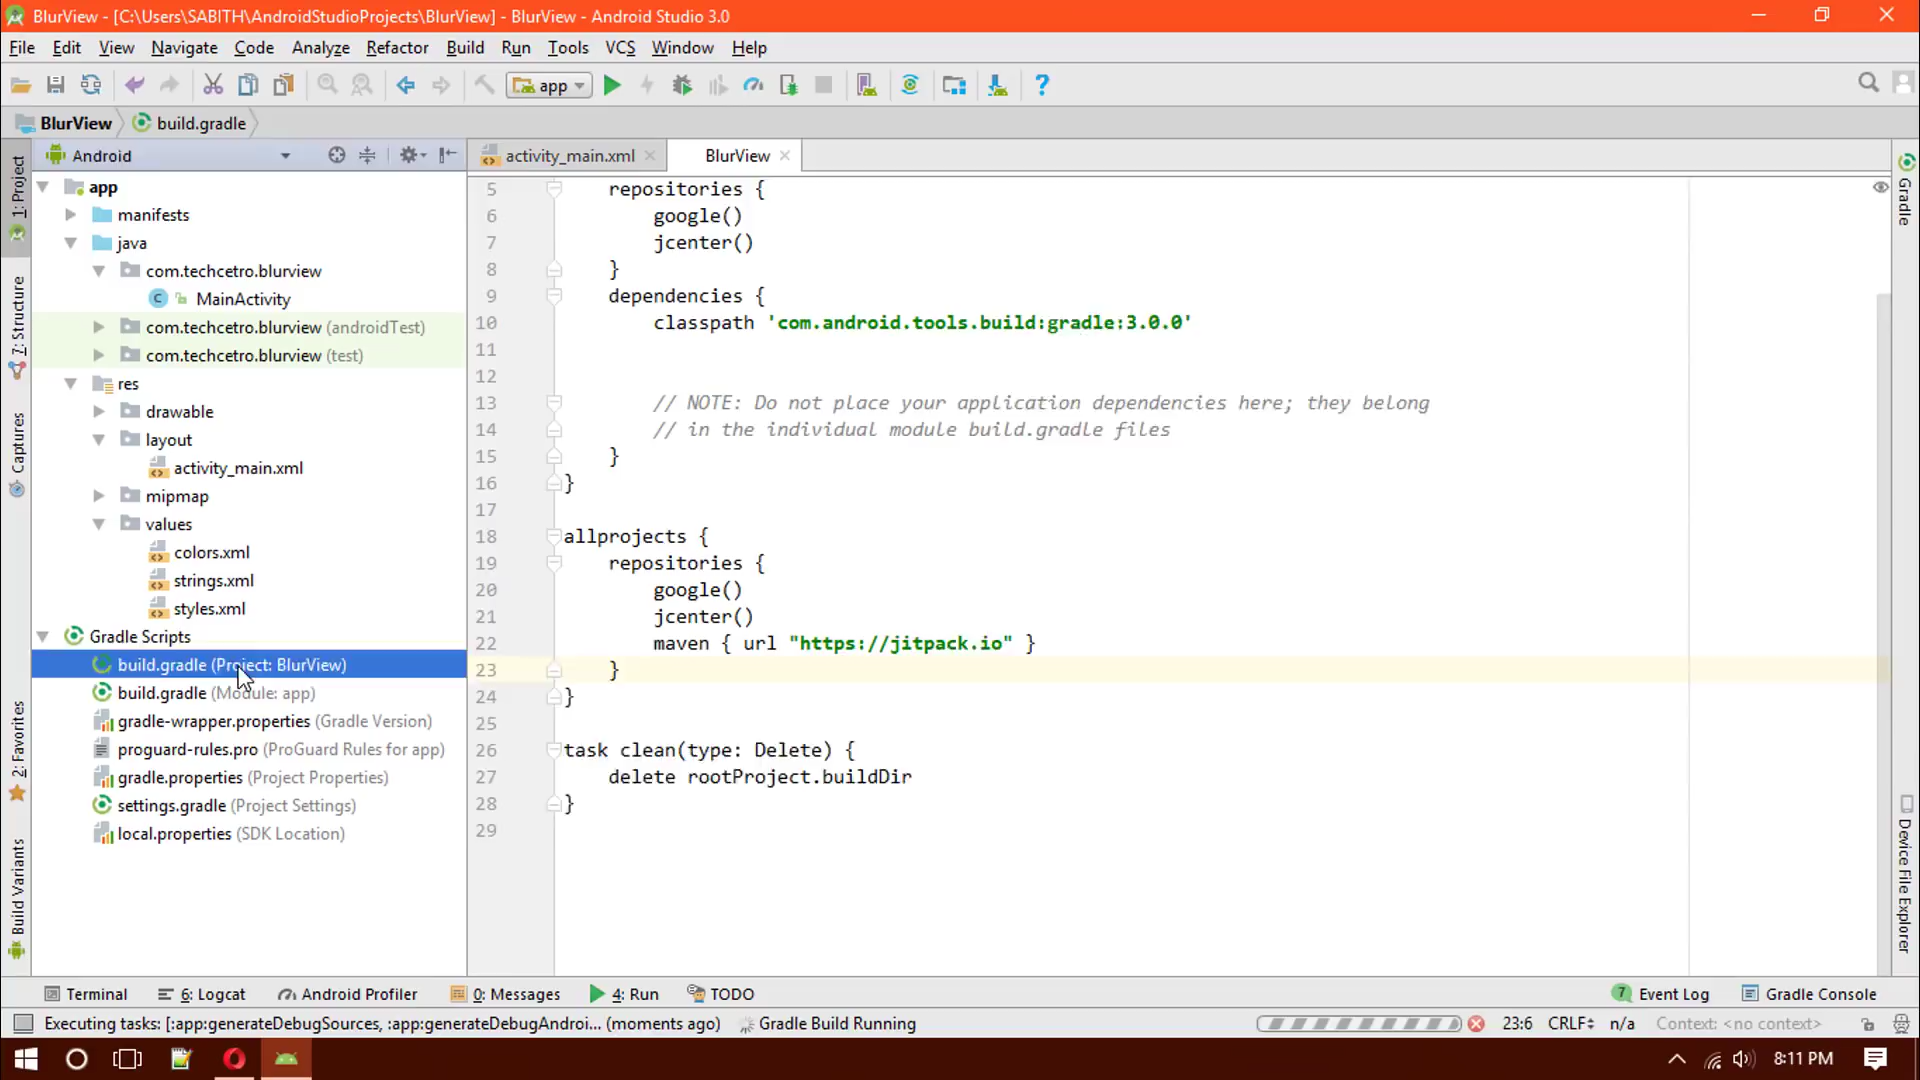 BlurView - [C:\Users\SABITH\AndroidStudioProjects\BlurView] - BlurView - Android Studio 3.0
File Edit View Navigate Code Analyze Refactor Build Run Tools VCS Window Help
app
BlurView build.gradle
1: Project
7: Structure
Captures
2: Favorites
Build Variants
Android
app
manifests
java
com.techcetro.blurview
MainActivity
com.techcetro.blurview (androidTest)
com.techcetro.blurview (test)
res
drawable
layout
activity_main.xml
mipmap
values
colors.xml
strings.xml
styles.xml
Gradle Scripts
build.gradle (Project: BlurView)
build.gradle (Module: app)
gradle-wrapper.properties (Gradle Version)
proguard-rules.pro (ProGuard Rules for app)
gradle.properties (Project Properties)
settings.gradle (Project Settings)
local.properties (SDK Location)
activity_main.xml BlurView
5 repositories {
6 google()
7 jcenter()
8 }
9 dependencies {
10 classpath 'com.android.tools.build:gradle:3.0.0'
11
12
13 // NOTE: Do not place your application dependencies here; they belong
14 // in the individual module build.gradle files
15 }
16 }
17
18 allprojects {
19 repositories {
20 google()
21 jcenter()
22 maven { url "https://jitpack.io" }
23 }
24 }
25
26 task clean(type: Delete) {
27 delete rootProject.buildDir
28 }
29
Gradle
Device File Explorer
Terminal 6: Logcat Android Profiler 0: Messages 4: Run TODO 7 Event Log Gradle Console
Executing tasks: [:app:generateDebugSources, :app:generateDebugAndroi... (moments ago) Gradle Build Running 23:6 CRLF n/a Context: <no context>
8:11 PM